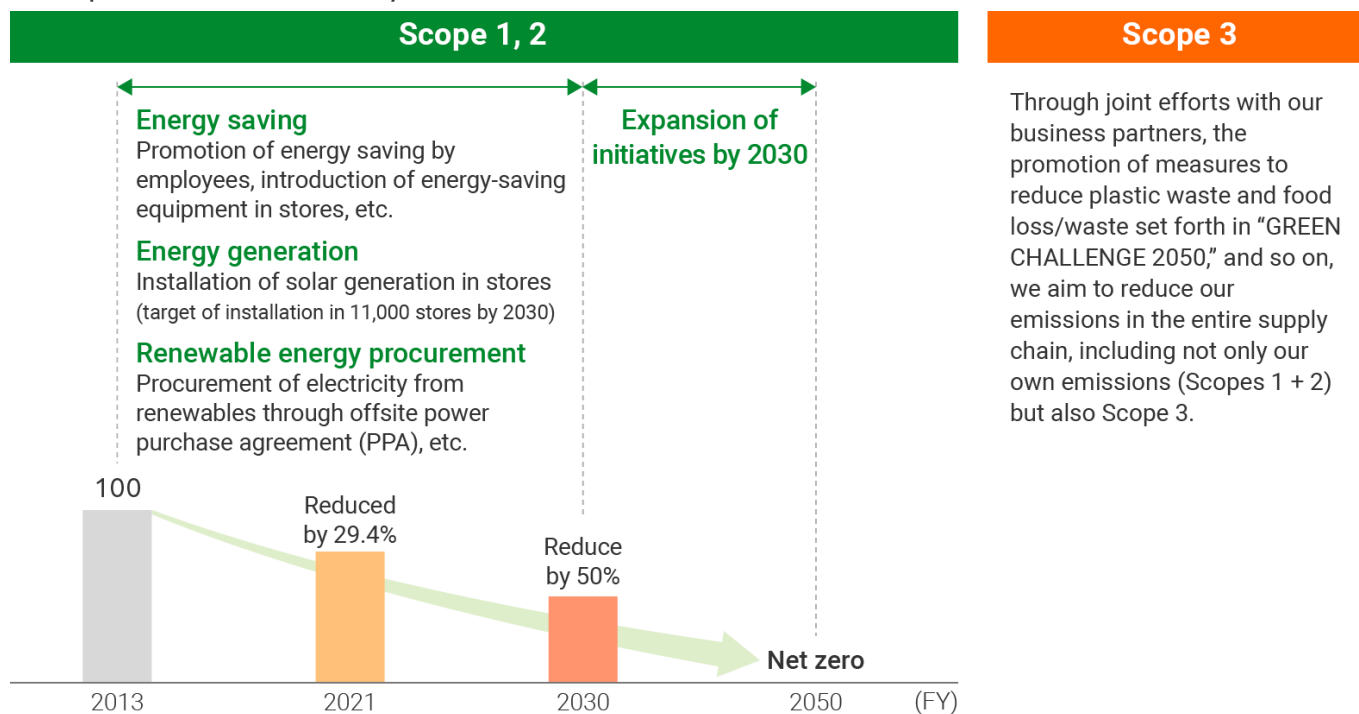 Scope 1, 2
Energy saving
Promotion of energy saving by
employees, introduction of energy-saving
equipment in stores, etc.
Energy generation
Installation of solar generation in stores
(target of installation in 11,000 stores by 2030)
Renewable energy procurement
Procurement of electricity from
renewables through offsite power
purchase agreement (PPA), etc.
Expansion of
initiatives by 2030
100
Reduced
by 29.4%
Reduce
by 50%
Net zero
2013
2021
2030
2050
(FY)
Scope 3
Through joint efforts with our
business partners, the
promotion of measures to
reduce plastic waste and food
loss/waste set forth in “GREEN
CHALLENGE 2050,” and so on,
we aim to reduce our
emissions in the entire supply
chain, including not only our
own emissions (Scopes 1 + 2)
but also Scope 3.